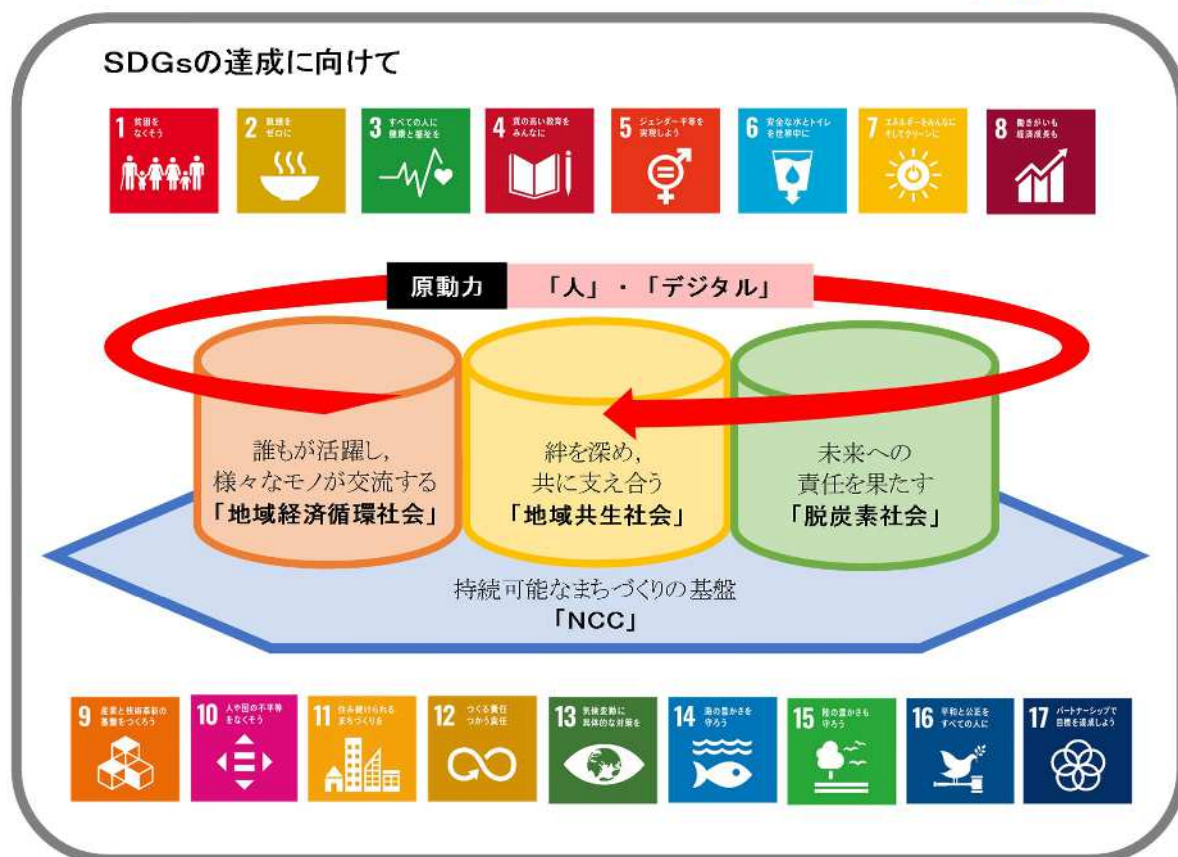 SDGsの達成に向けて
1 貧困を
なくそう
2 飢餓を
ゼロに
3 すべての人に
健康と福祉を
4 質の高い教育を
みんなに
5 ジェンダー平等を
実現しよう
6 安全な水とトイレ
を世界中に
7 エネルギーをみんなに
そしてクリーンに
8 働きがいも
経済成長も
原動力 「人」・「デジタル」
誰もが活躍し,
様々なモノが交流する
「地域経済循環社会」
絆を深め,
共に支え合う
「地域共生社会」
未来への
責任を果たす
「脱炭素社会」
持続可能なまちづくりの基盤
「NCC」
9 産業と技術革新の
基盤をつくろう
10 人や国の不平等
をなくそう
11 住み続けられる
まちづくりを
12 つくる責任
つかう責任
13 気候変動に
具体的な対策を
14 海の豊かさを
守ろう
15 陸の豊かさも
守ろう
16 平和と公正を
すべての人に
17 パートナーシップで
目標を達成しよう